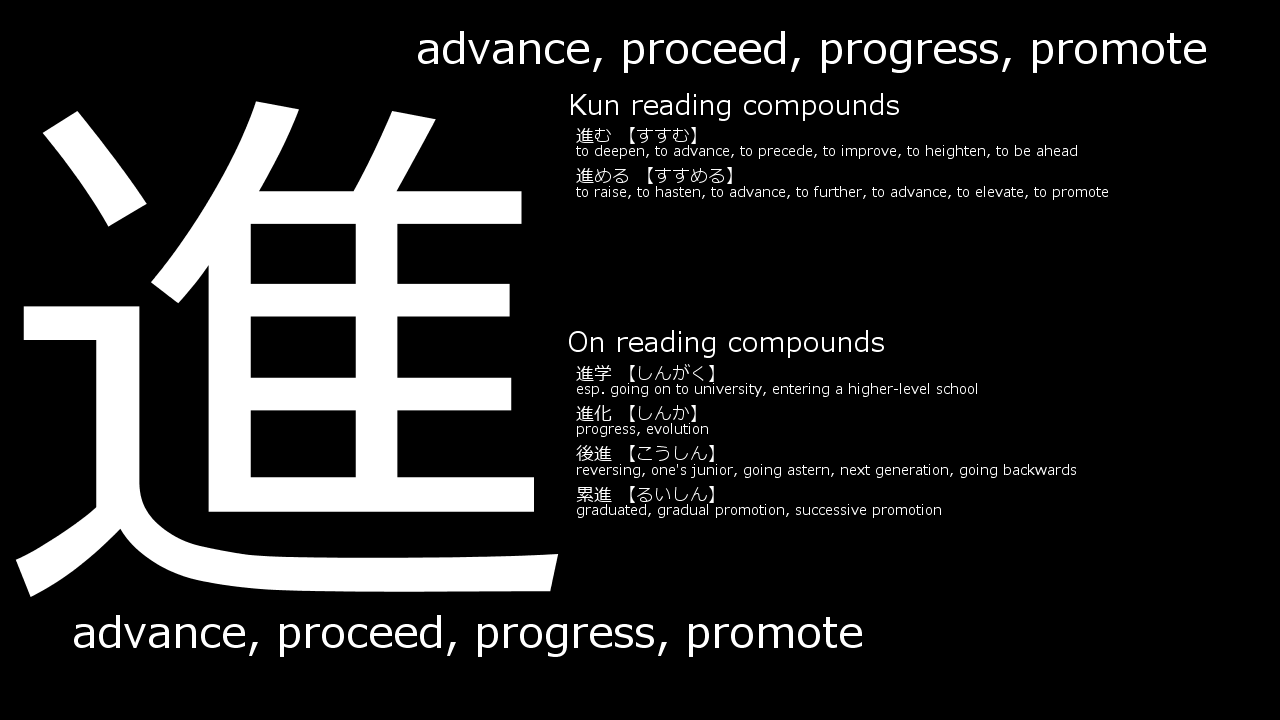 advance, proceed, progress, promote
進
Kun reading compounds
進む 【すすむ】
to deepen, to advance, to precede, to improve, to heighten, to be ahead
進める 【すすめる】
to raise, to hasten, to advance, to further, to advance, to elevate, to promote
On reading compounds
進学 【しんがく】
esp. going on to university, entering a higher-level school
進化 【しんか】
progress, evolution
後進 【こうしん】
reversing, one's junior, going astern, next generation, going backwards
累進 【るいしん】
graduated, gradual promotion, successive promotion
advance, proceed, progress, promote